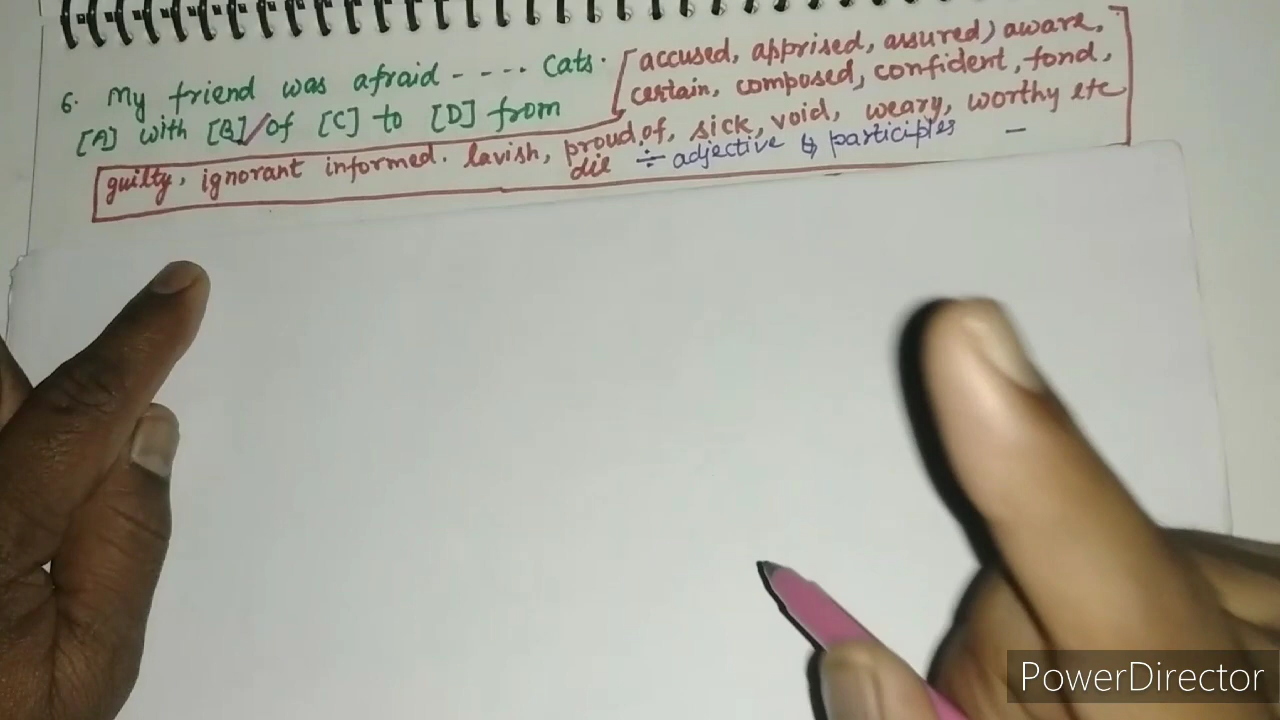 6. My friend was afraid - - - - cats.
[A] with [B] of [C] to [D] from
[accused, apprised, assured, aware,
certain, composed, confident, fond,
guilty, ignorant informed. lavish, proud of, sick, void, weary, worthy etc
die ÷ adjective ↳ participles -
PowerDirector